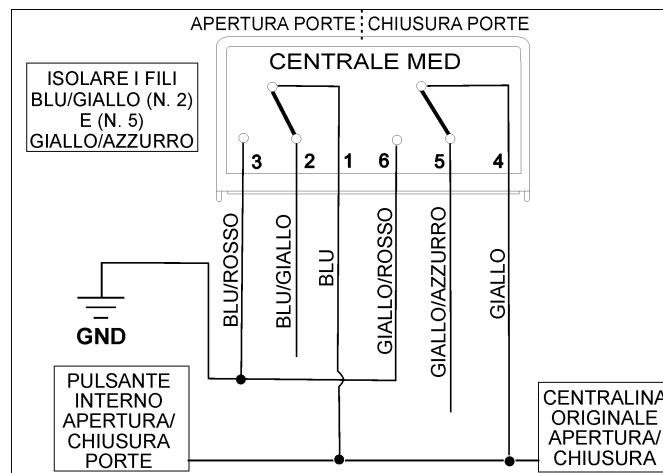 APERTURA PORTE CHIUSURA PORTE
CENTRALE MED
ISOLARE I FILI
BLU/GIALLO (N. 2)
E (N. 5)
GIALLO/AZZURRO
3 2 1 6 5 4
BLU/ROSSO
BLU/GIALLO
BLU
GIALLO/ROSSO
GIALLO/AZZURRO
GIALLO
GND
PULSANTE
INTERNO
APERTURA/
CHIUSURA
PORTE
CENTRALINA
ORIGINALE
APERTURA/
CHIUSURA